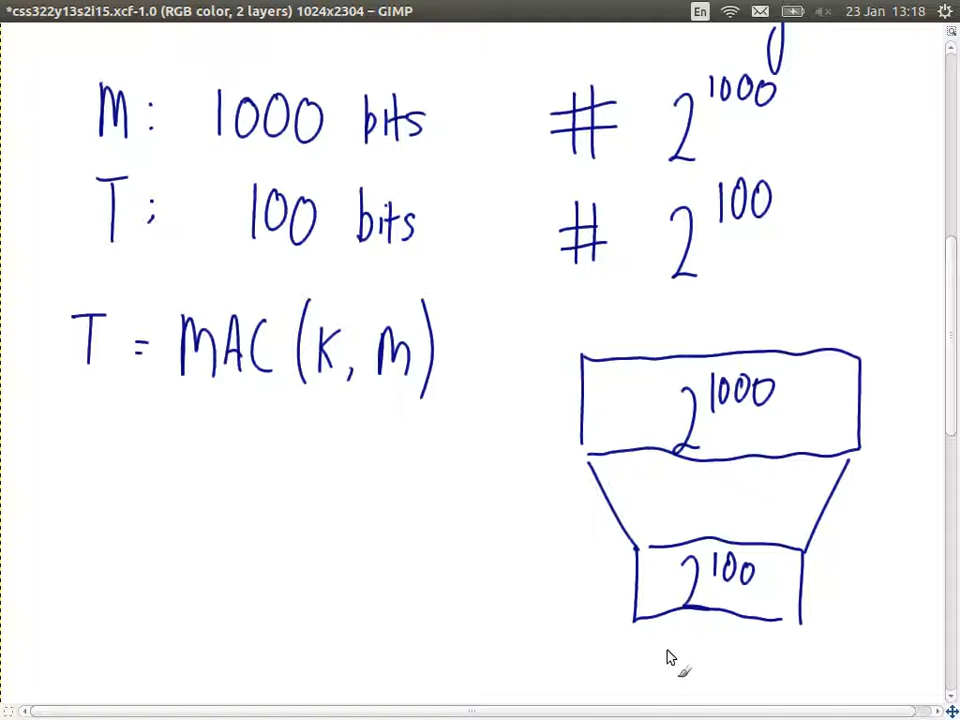 *css322y13s2i15.xcf-1.0 (RGB color, 2 layers) 1024x2304 – GIMP En 23 Jan 13:18
M: 1000 bits # 2^1000
T: 100 bits # 2^100
T = MAC (K, M)
2^1000
2^100